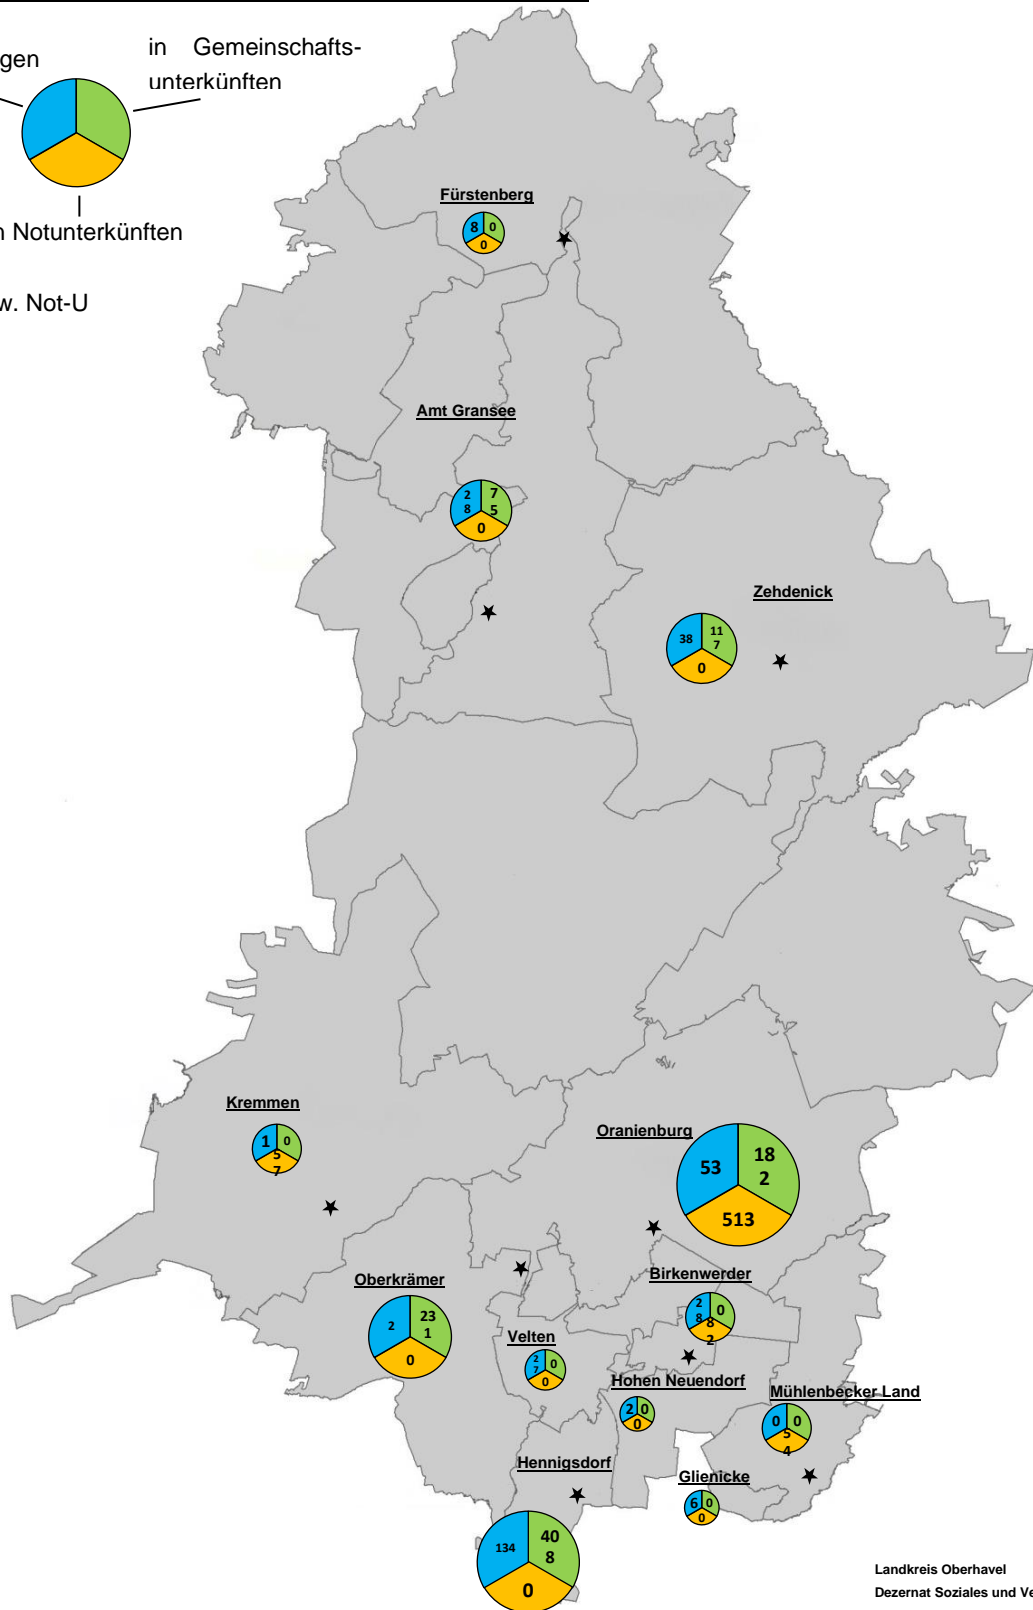 gen
in Gemeinschafts-
unterkünften
n Notunterkünften
w. Not-U
Fürstenberg
8 0
0
Amt Gransee
2 7
8 5
0
Zehdenick
38 11
7
0
Kremmen
1 0
5
7
Oranienburg
53 18
2
513
Oberkrämer
2 23
1
0
Birkenwerder
2 0
8 8
2
Velten
2 0
7
0
Hohen Neuendorf
2 0
0
Mühlenbecker Land
0 0
5
4
Hennigsdorf
134 40
8
0
Glienicke
6 0
0
Landkreis Oberhavel
Dezernat Soziales und Ve